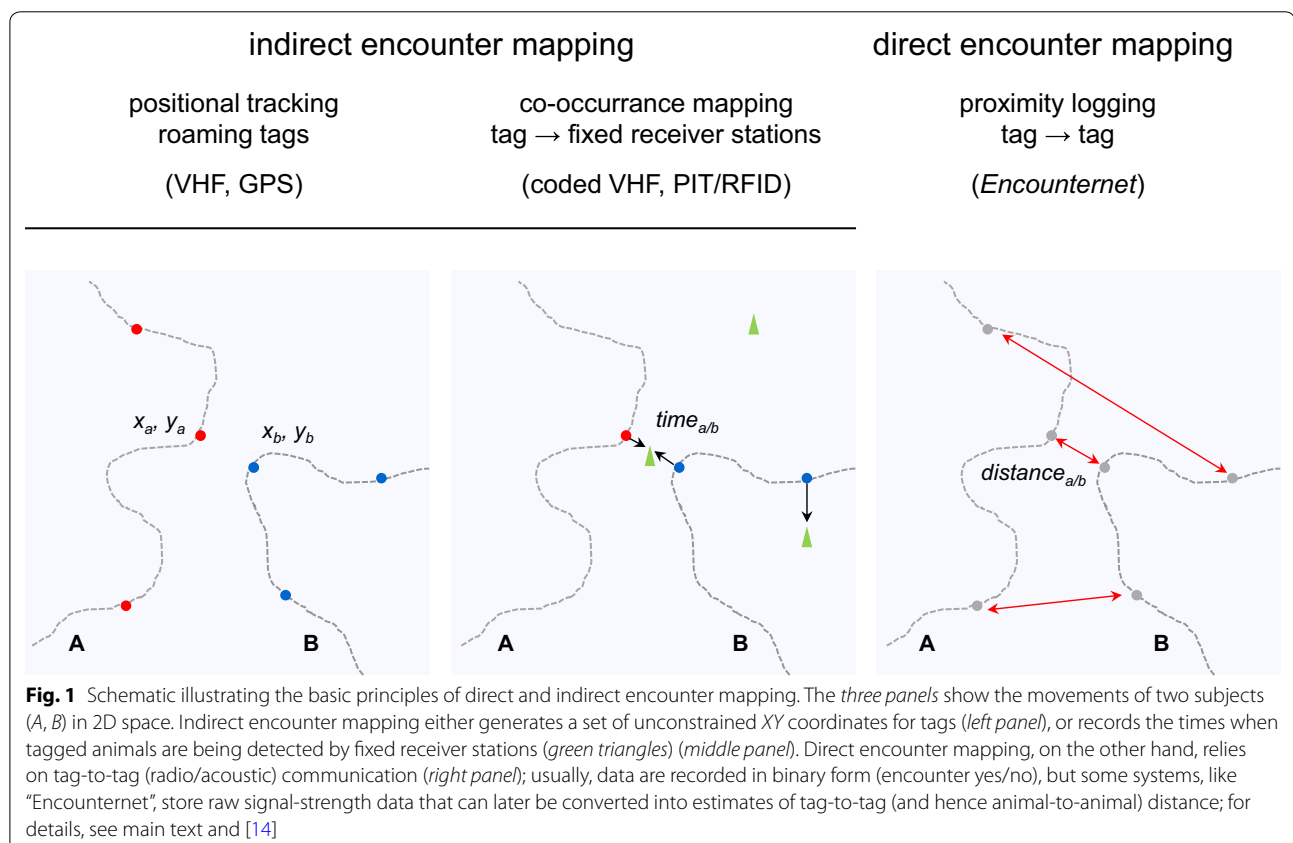 indirect encounter mapping
direct encounter mapping
positional tracking
roaming tags
(VHF, GPS)
co-occurrance mapping
tag → fixed receiver stations
(coded VHF, PIT/RFID)
proximity logging
tag → tag
(Encounternet)
xa, ya
xb, yb
A
B
timea/b
A
B
distancea/b
A
B
Fig. 1 Schematic illustrating the basic principles of direct and indirect encounter mapping. The three panels show the movements of two subjects
(A, B) in 2D space. Indirect encounter mapping either generates a set of unconstrained XY coordinates for tags (left panel), or records the times when
tagged animals are being detected by fixed receiver stations (green triangles) (middle panel). Direct encounter mapping, on the other hand, relies
on tag-to-tag (radio/acoustic) communication (right panel); usually, data are recorded in binary form (encounter yes/no), but some systems, like
“Encounternet”, store raw signal-strength data that can later be converted into estimates of tag-to-tag (and hence animal-to-animal) distance; for
details, see main text and [14]